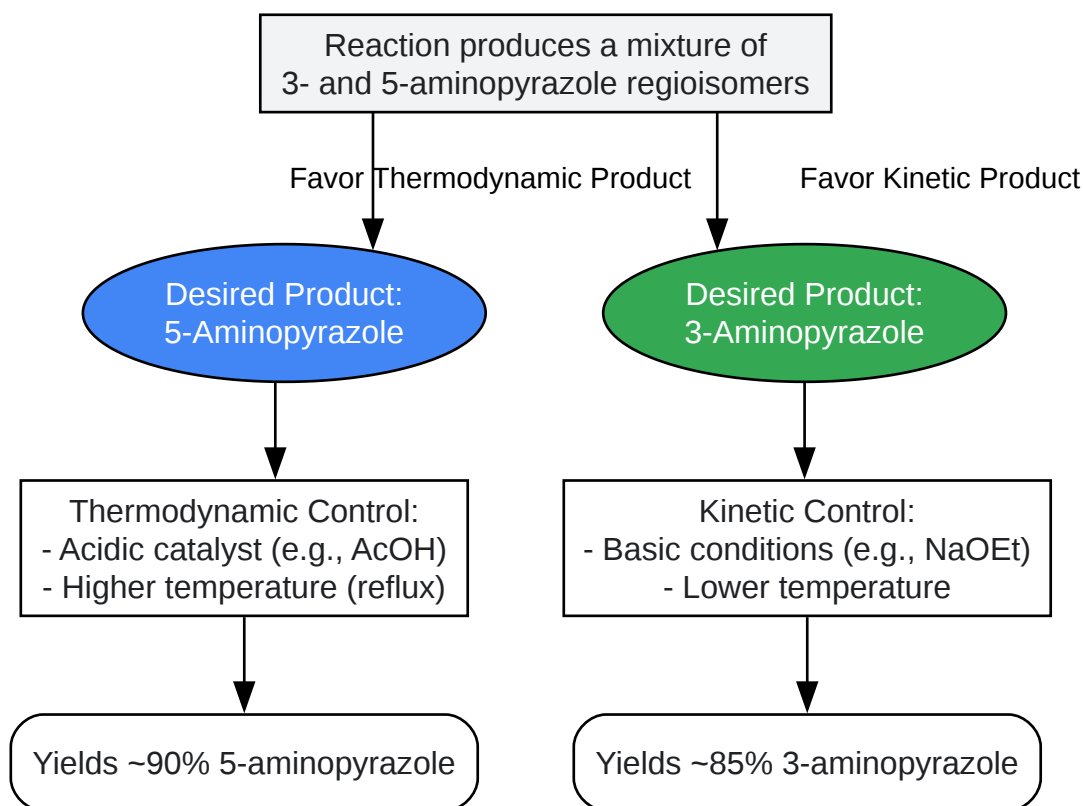 Reaction produces a mixture of
3- and 5-aminopyrazole regioisomers
Favor Thermodynamic Product
Favor Kinetic Product
Desired Product:
5-Aminopyrazole
Desired Product:
3-Aminopyrazole
Thermodynamic Control:
- Acidic catalyst (e.g., AcOH)
- Higher temperature (reflux)
Kinetic Control:
- Basic conditions (e.g., NaOEt)
- Lower temperature
Yields ~90% 5-aminopyrazole
Yields ~85% 3-aminopyrazole